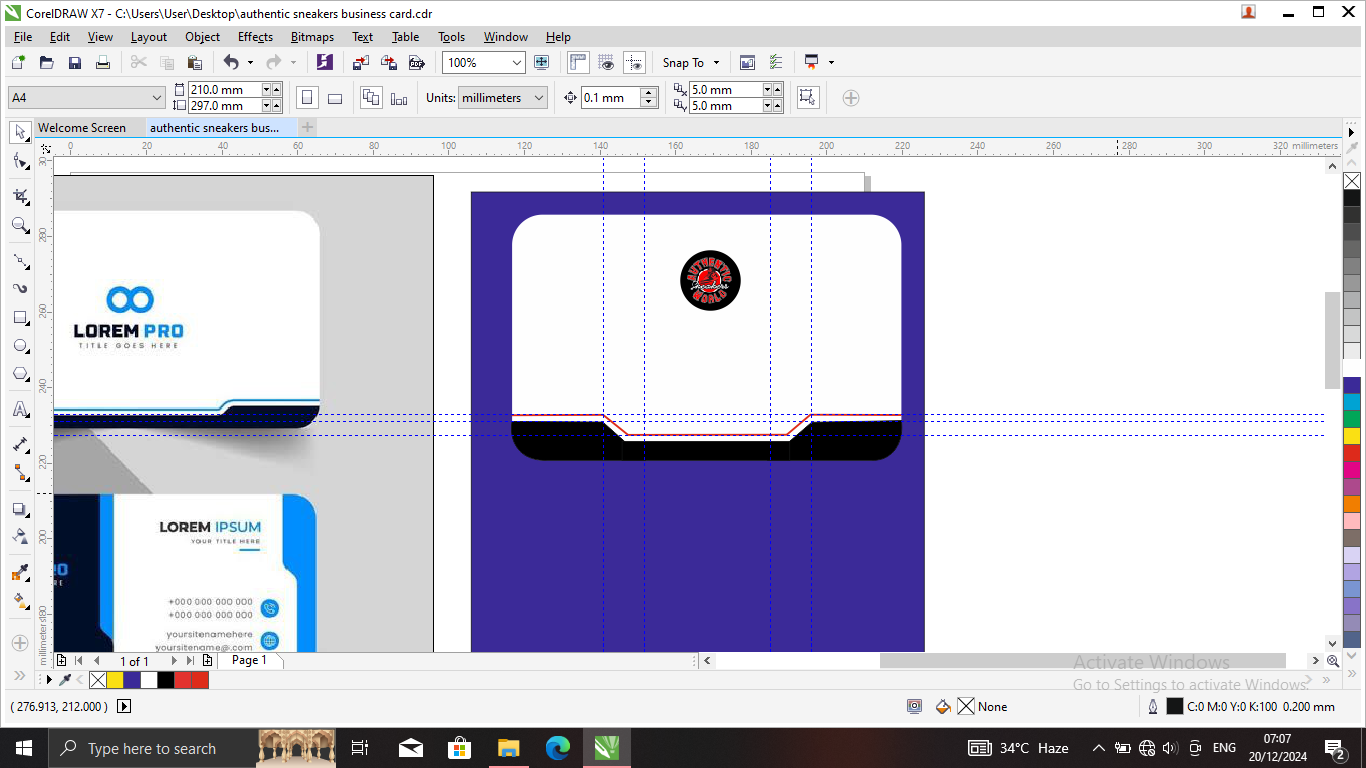 CorelDRAW X7 - C:\Users\User\Desktop\authentic sneakers business card.cdr
File Edit View Layout Object Effects Bitmaps Text Table Tools Window Help
100% Snap To
A4 210.0 mm 297.0 mm Units: millimeters 0.1 mm 5.0 mm 5.0 mm
Welcome Screen authentic sneakers bus...
0 20 40 60 80 100 120 140 160 180 200 220 240 260 280 300 320 millimeters
280
260
240
220
200
180
millimeters
AUTHENTIC
Sneakers
WORLD
LOREM PRO
TITLE GOES HERE
LOREM IPSUM
YOUR TITLE HERE
+000 000 000 000
+000 000 000 000
yoursitenamehere
yoursitename@.com
1 of 1 Page 1
Activate Windows
Go to Settings to activate Windows.
( 276.913, 212.000 ) None C:0 M:0 Y:0 K:100 0.200 mm
Type here to search 34°C Haze ENG 07:07 20/12/2024 2